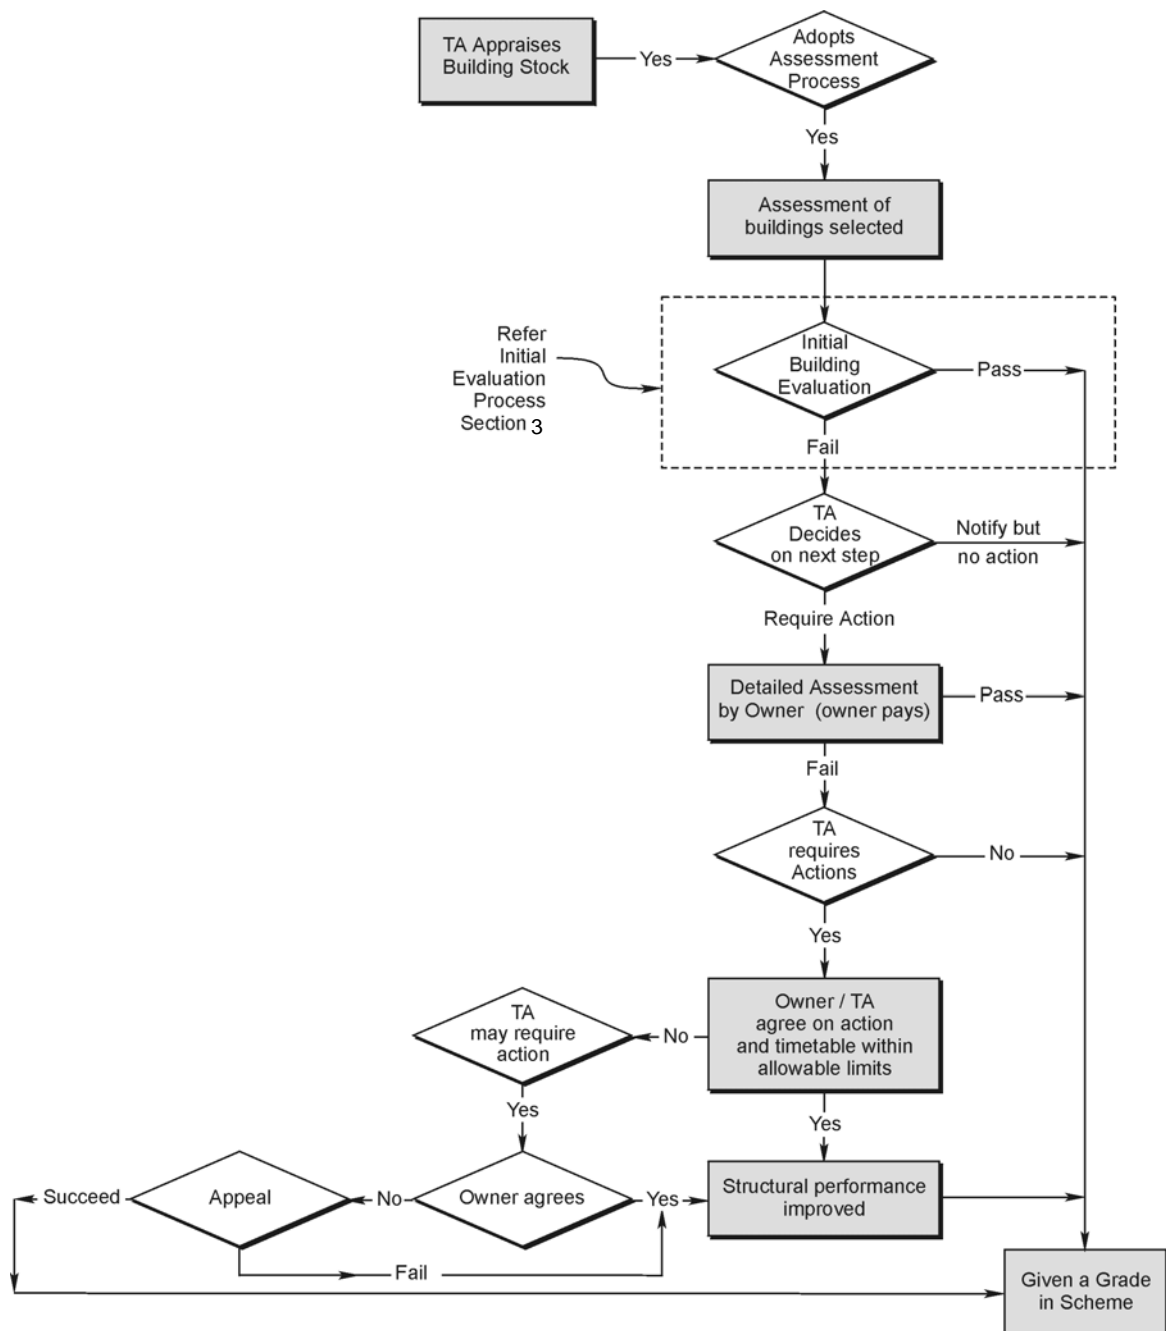 TA Appraises
Building Stock
Yes
Adopts
Assessment
Process
Yes
Assessment of
buildings selected
Refer
Initial
Evaluation
Process
Section 3
Initial
Building
Evaluation
Pass
Fail
TA
Decides
on next step
Notify but
no action
Require Action
Detailed Assessment
by Owner (owner pays)
Pass
Fail
TA
requires
Actions
No
Yes
Owner / TA
agree on action
and timetable within
allowable limits
No
TA
may require
action
Yes
Yes
Succeed
Appeal
No
Owner agrees
Yes
Structural performance
improved
Fail
Given a Grade
in Scheme